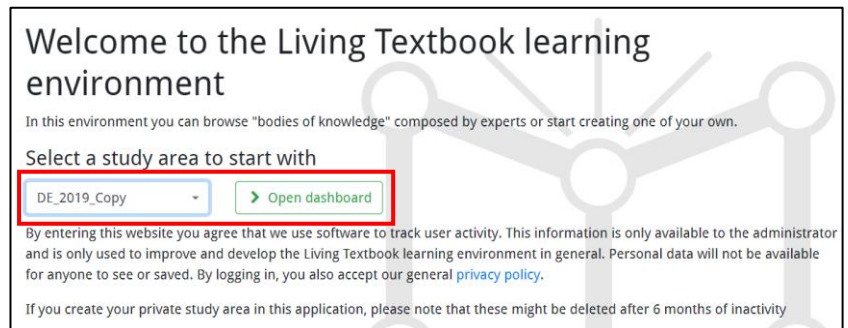 Welcome to the Living Textbook learning
environment
In this environment you can browse "bodies of knowledge" composed by experts or start creating one of your own.
Select a study area to start with
DE_2019_Copy
Open dashboard
By entering this website you agree that we use software to track user activity. This information is only available to the administrator
and is only used to improve and develop the Living Textbook learning environment in general. Personal data will not be available
for anyone to see or saved. By logging in, you also accept our general privacy policy.
If you create your private study area in this application, please note that these might be deleted after 6 months of inactivity